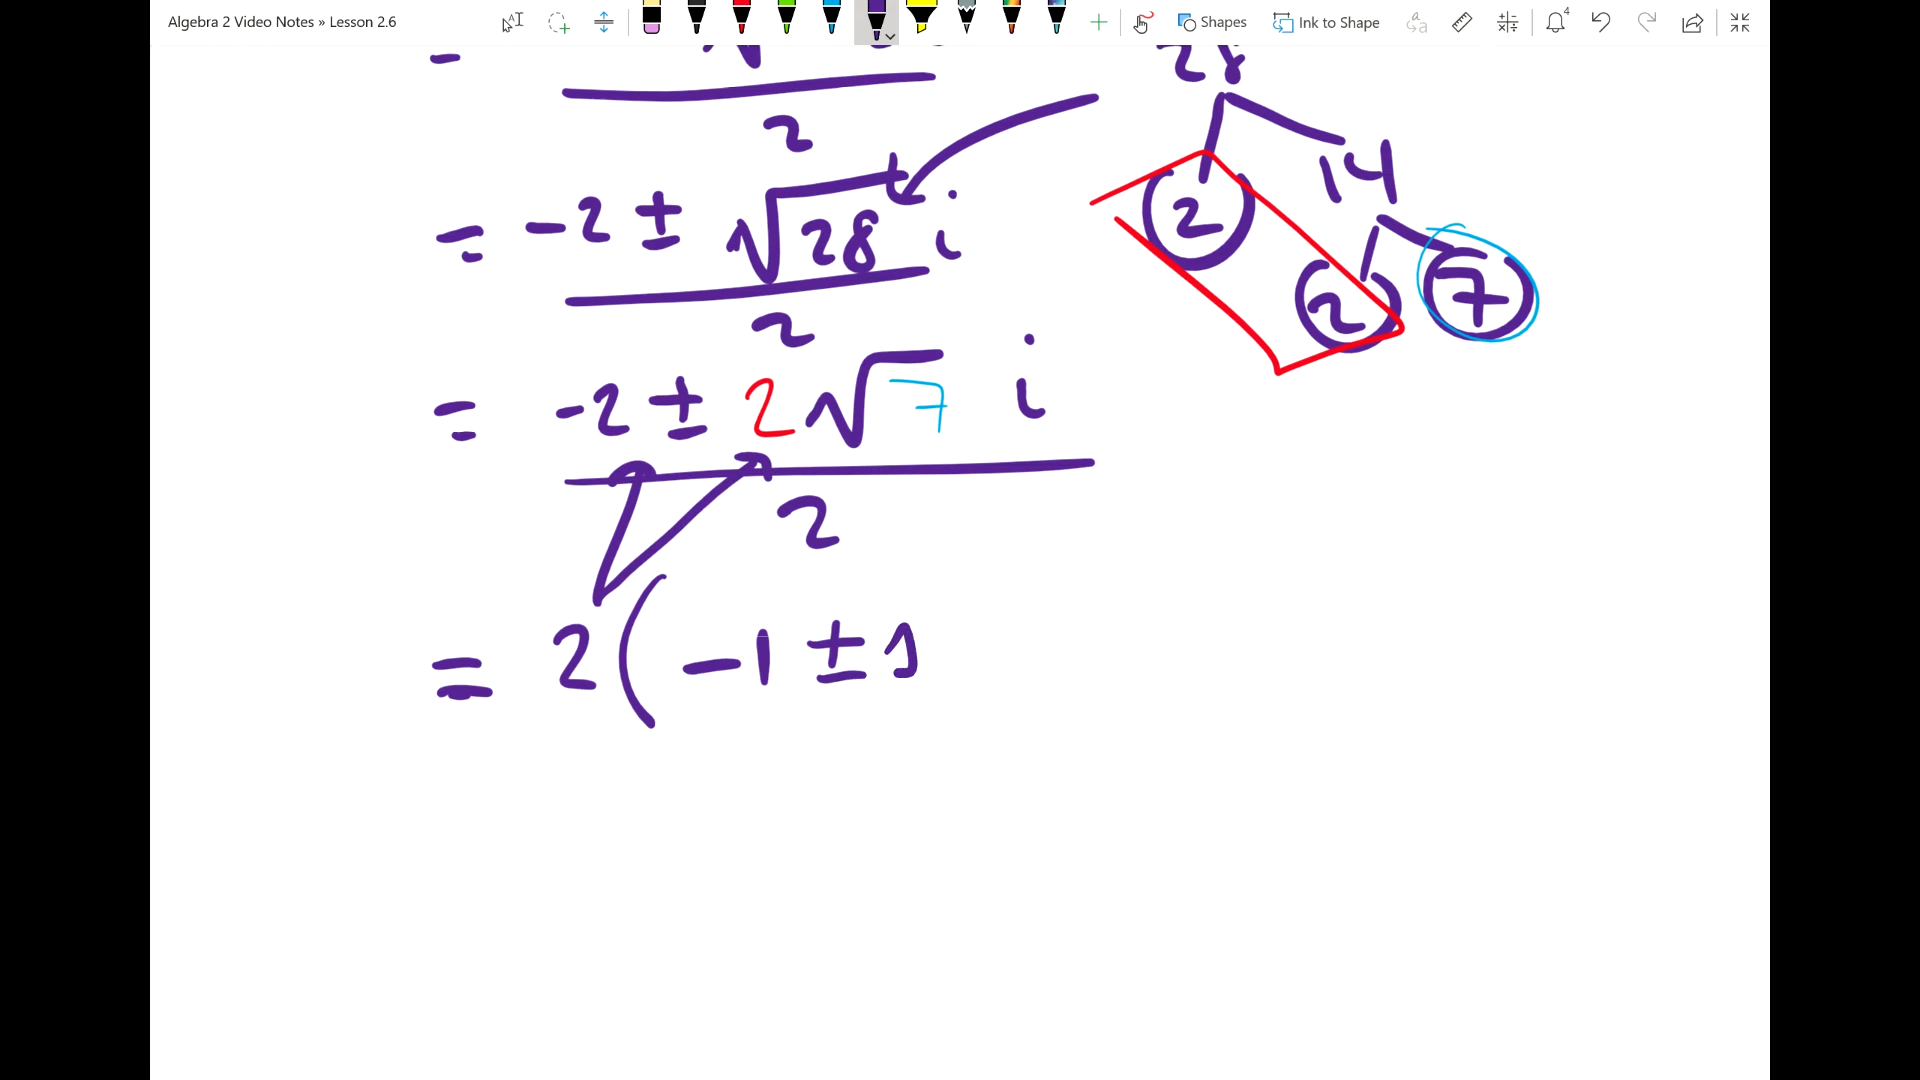 Algebra 2 Video Notes » Lesson 2.6
Shapes
Ink to Shape
4
=
2
28
14
2
2
7
= -2 ± √28 i
2
= -2 ± 2 √7 i
2
= 2 ( -1 ± 1